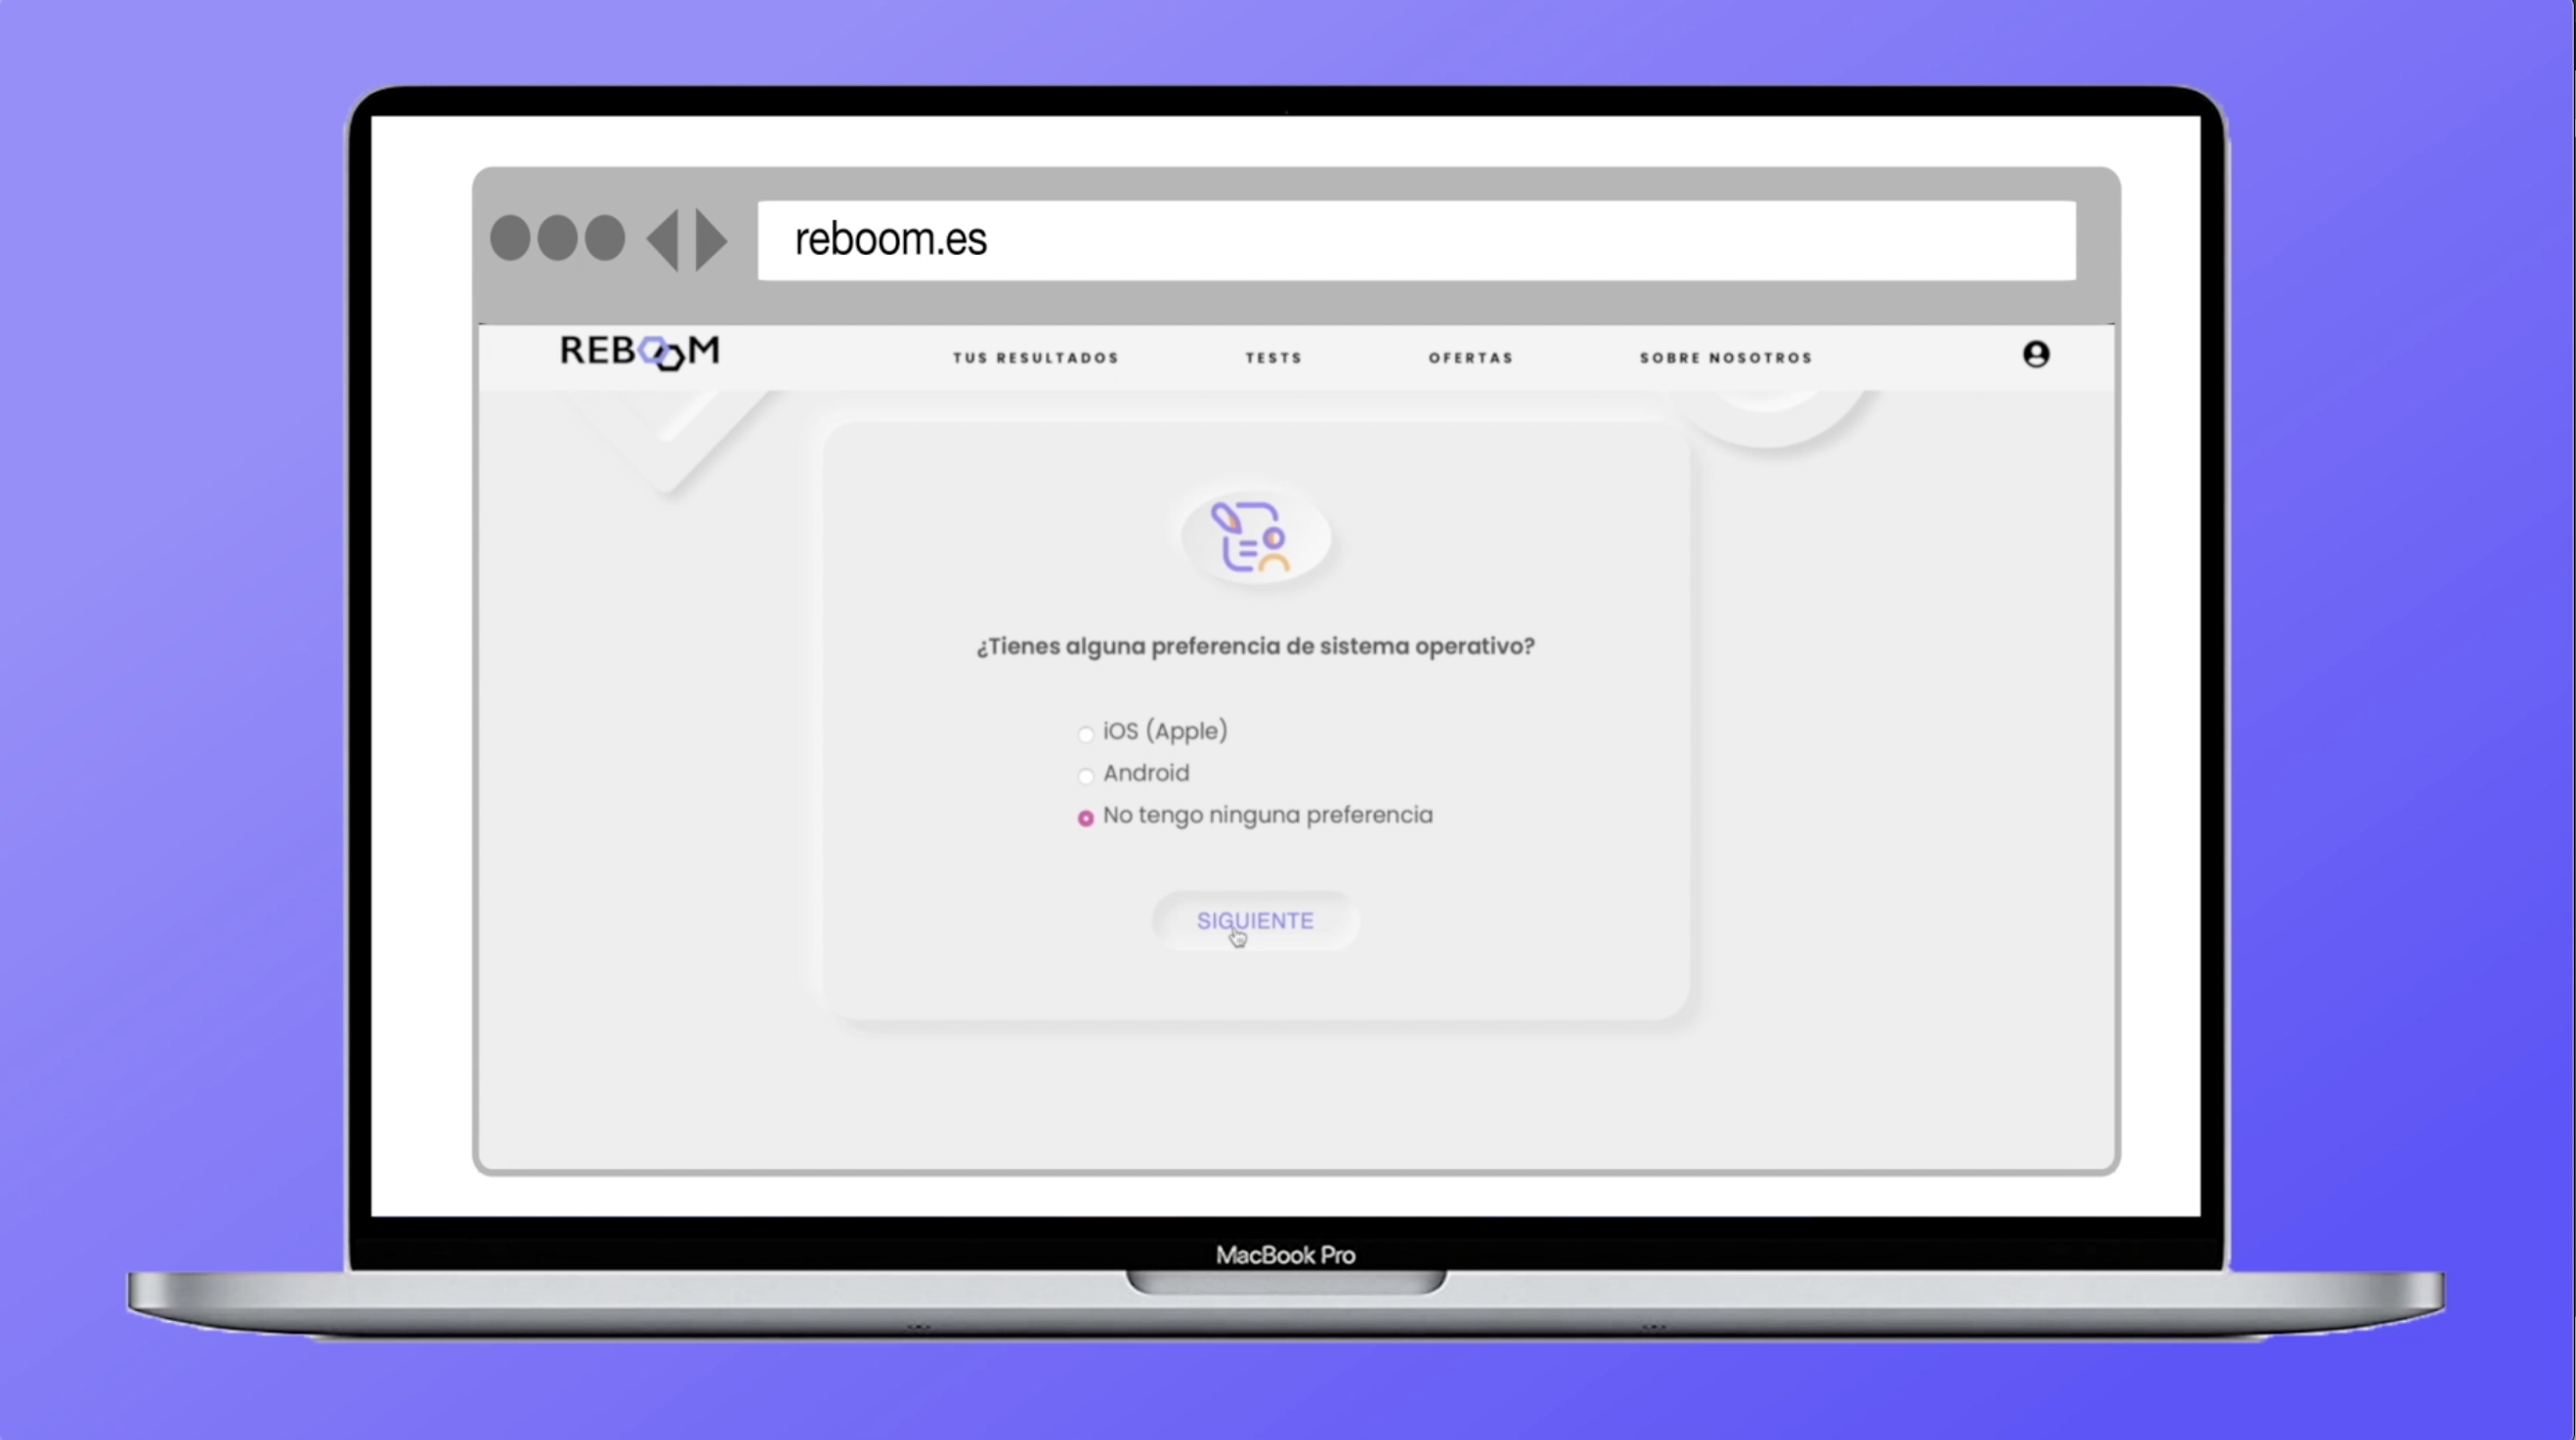 reboom.es
REBOOM
TUS RESULTADOS TESTS OFERTAS SOBRE NOSOTROS
¿Tienes alguna preferencia de sistema operativo?
iOS (Apple)
Android
No tengo ninguna preferencia
SIGUIENTE
MacBook Pro